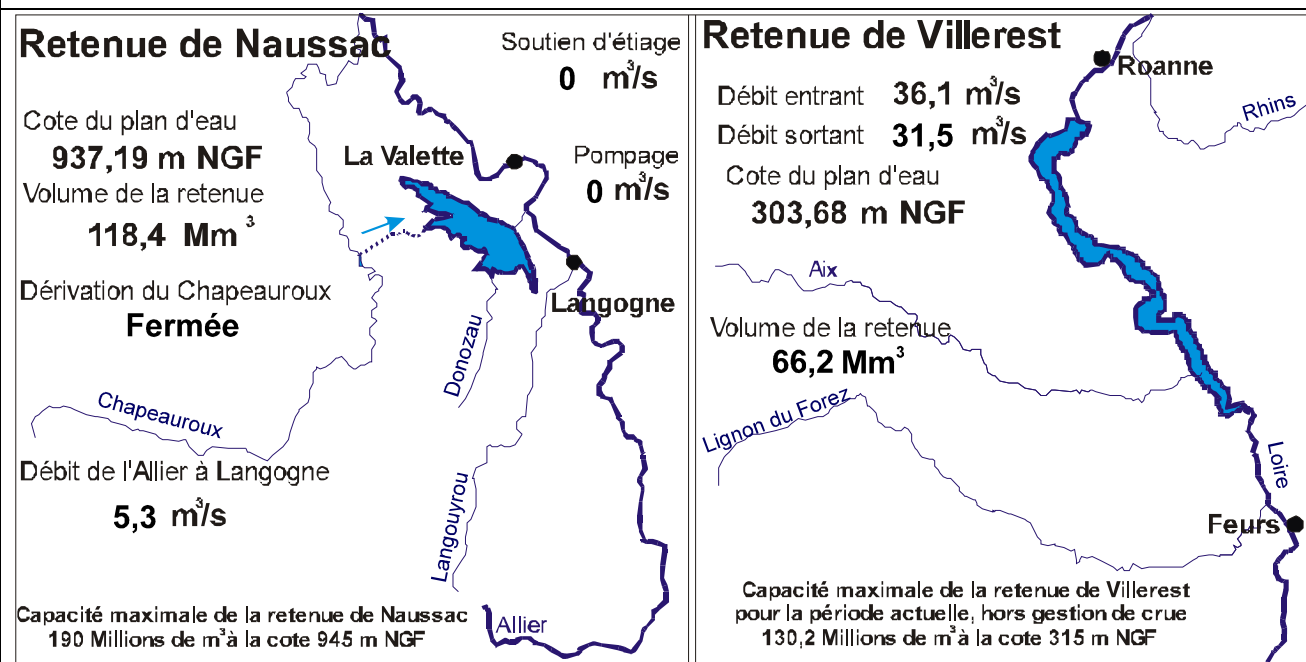 Retenue de Naussac
Soutien d'étiage
0 m³/s
Cote du plan d'eau
937,19 m NGF
La Valette
Pompage
0 m³/s
Volume de la retenue
118,4 Mm³
Dérivation du Chapeauroux
Fermée
Langogne
Donozau
Chapeauroux
Débit de l'Allier à Langogne
5,3 m³/s
Langouyrou
Capacité maximale de la retenue de Naussac
190 Millions de m³ à la cote 945 m NGF
Allier
Retenue de Villerest
Roanne
Débit entrant 36,1 m³/s
Rhins
Débit sortant 31,5 m³/s
Cote du plan d'eau
303,68 m NGF
Aix
Volume de la retenue
66,2 Mm³
Lignon du Forez
Loire
Feurs
Capacité maximale de la retenue de Villerest
pour la période actuelle, hors gestion de crue
130,2 Millions de m³ à la cote 315 m NGF